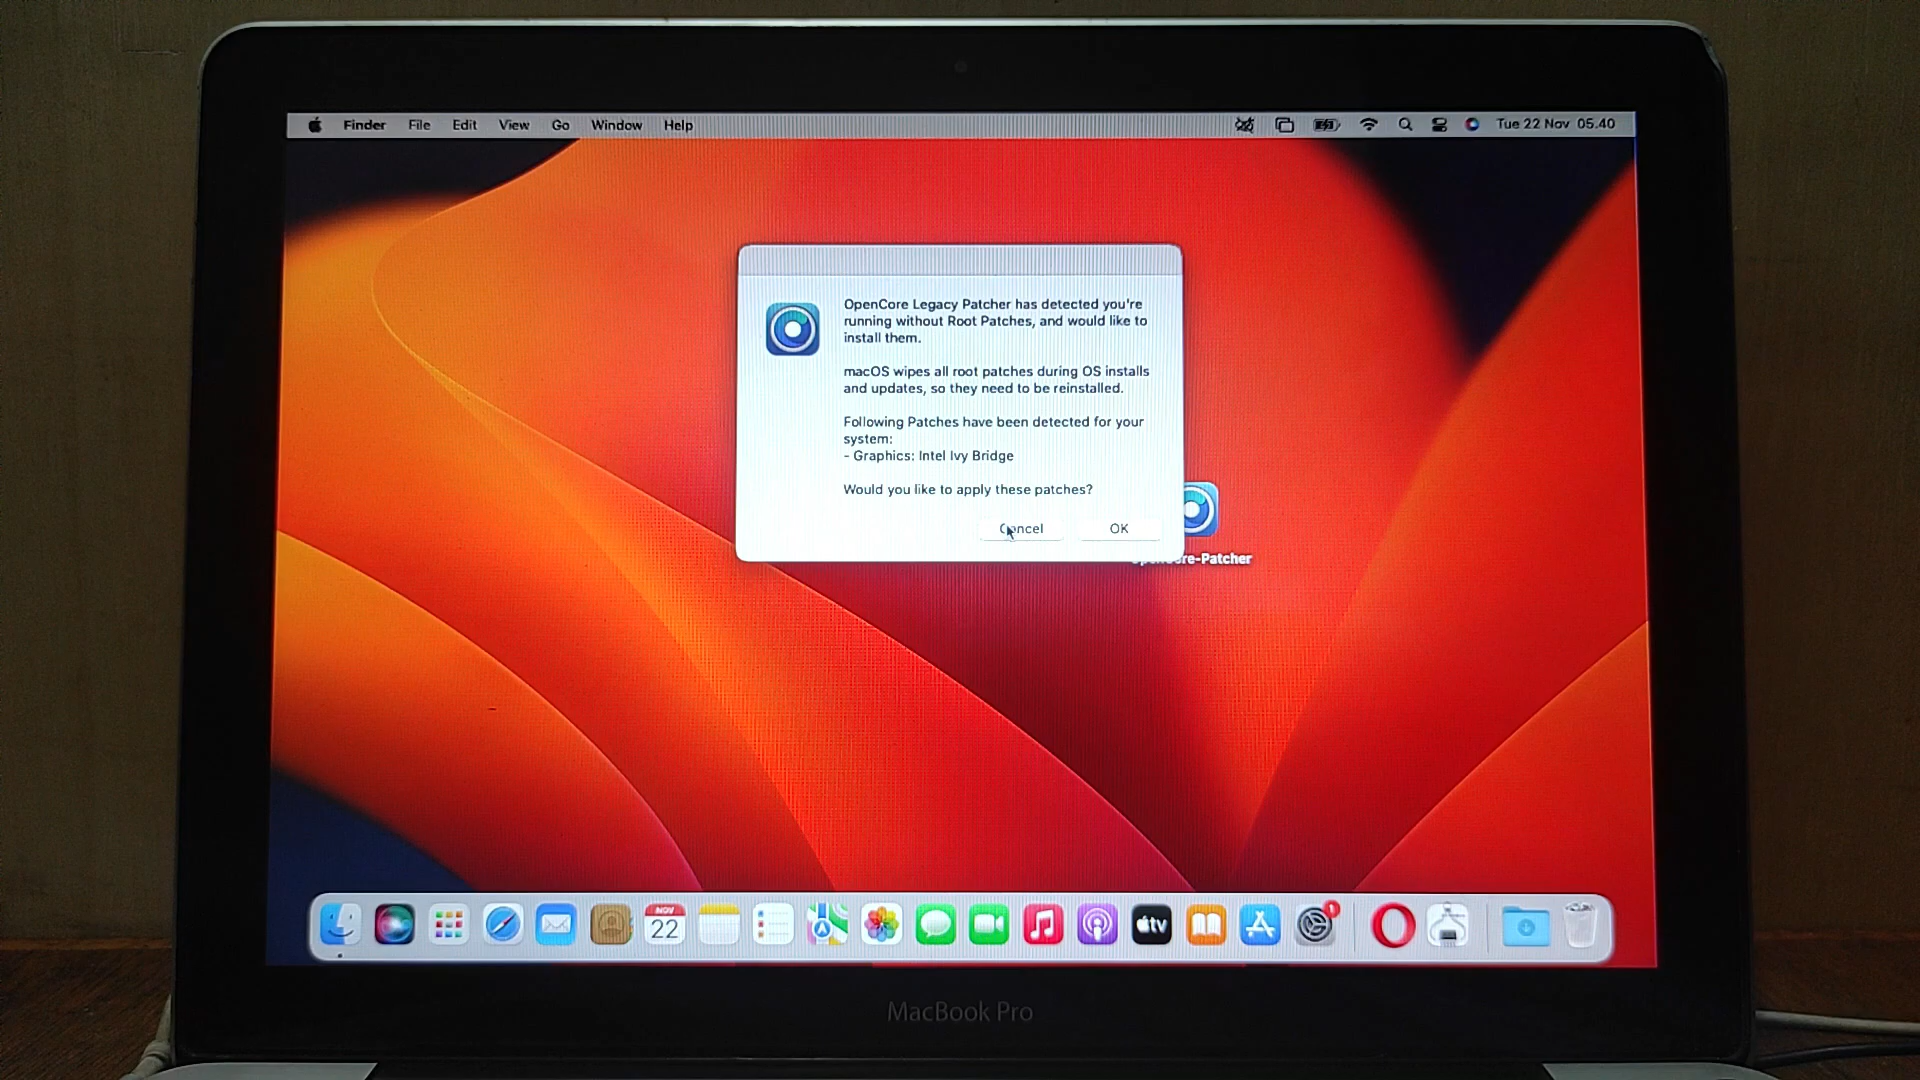 Finder File Edit View Go Window Help Tue 22 Nov 05.40
OpenCore Legacy Patcher has detected you're
running without Root Patches, and would like to
install them.
macOS wipes all root patches during OS installs
and updates, so they need to be reinstalled.
Following Patches have been detected for your
system:
- Graphics: Intel Ivy Bridge
Would you like to apply these patches?
Cancel OK
OpenCore-Patcher
NOV
22
tv
1
MacBook Pro